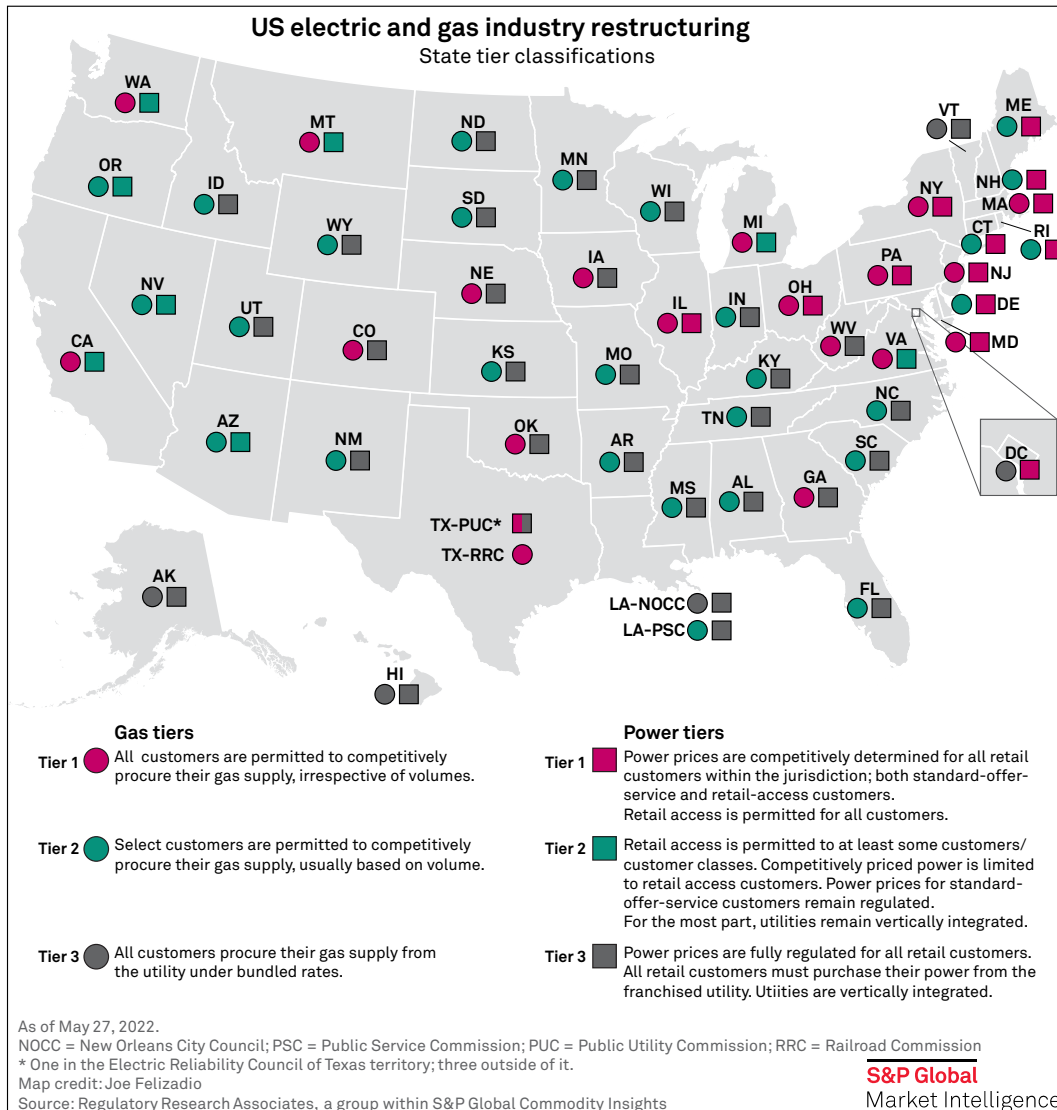 US electric and gas industry restructuring
State tier classifications
WA
MT
ND
VT
ME
OR
ID
MN
WI
NH
SD
NY
MA
WY
MI
CT
RI
NV
UT
NE
IA
PA
NJ
IL
IN
OH
DE
CA
CO
WV
VA
MD
KS
MO
KY
NC
AZ
NM
OK
AR
TN
SC
DC
MS
AL
GA
TX-PUC*
TX-RRC
AK
LA-NOCC
LA-PSC
FL
HI
Gas tiers
Tier 1
All customers are permitted to competitively
procure their gas supply, irrespective of volumes.
Tier 2
Select customers are permitted to competitively
procure their gas supply, usually based on volume.
Tier 3
All customers procure their gas supply from
the utility under bundled rates.
Power tiers
Tier 1
Power prices are competitively determined for all retail
customers within the jurisdiction; both standard-offer-
service and retail-access customers.
Retail access is permitted for all customers.
Tier 2
Retail access is permitted to at least some customers/
customer classes. Competitively priced power is limited
to retail access customers. Power prices for standard-
offer-service customers remain regulated.
For the most part, utilities remain vertically integrated.
Tier 3
Power prices are fully regulated for all retail customers.
All retail customers must purchase their power from the
franchised utility. Utiities are vertically integrated.
As of May 27, 2022.
NOCC = New Orleans City Council; PSC = Public Service Commission; PUC = Public Utility Commission; RRC = Railroad Commission
* One in the Electric Reliability Council of Texas territory; three outside of it.
Map credit: Joe Felizadio
Source: Regulatory Research Associates, a group within S&P Global Commodity Insights
S&P Global
Market Intelligence